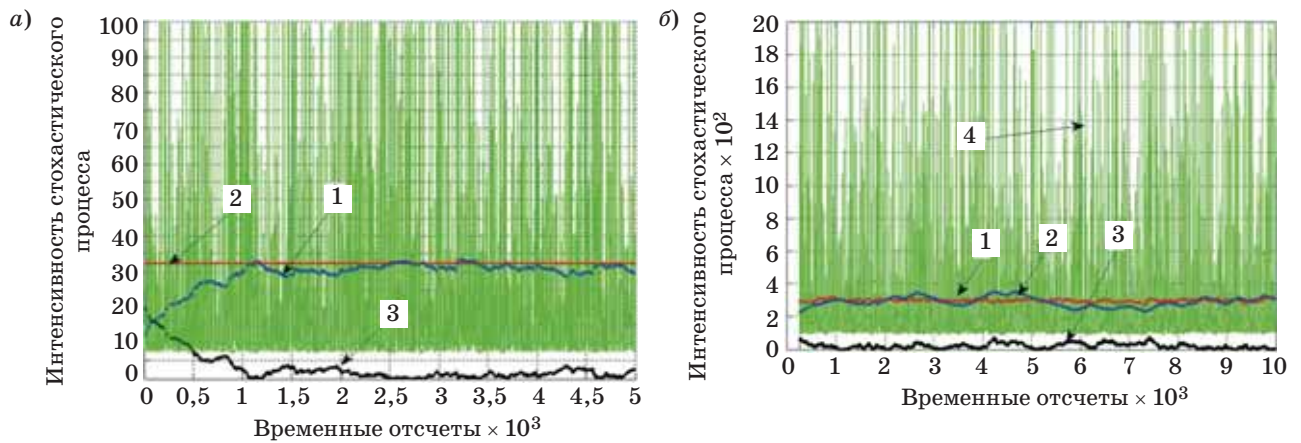 а)
Интенсивность стохастического
процесса
100
90
80
70
60
50
40
30
20
10
0
2
1
3
0 0,5 1 1,5 2 2,5 3 3,5 4 4,5 5
Временные отсчеты × 10³
б)
Интенсивность стохастического
процесса × 10²
20
18
16
14
12
10
8
6
4
2
0
4
1
2
3
0 1 2 3 4 5 6 7 8 9 10
Временные отсчеты × 10³